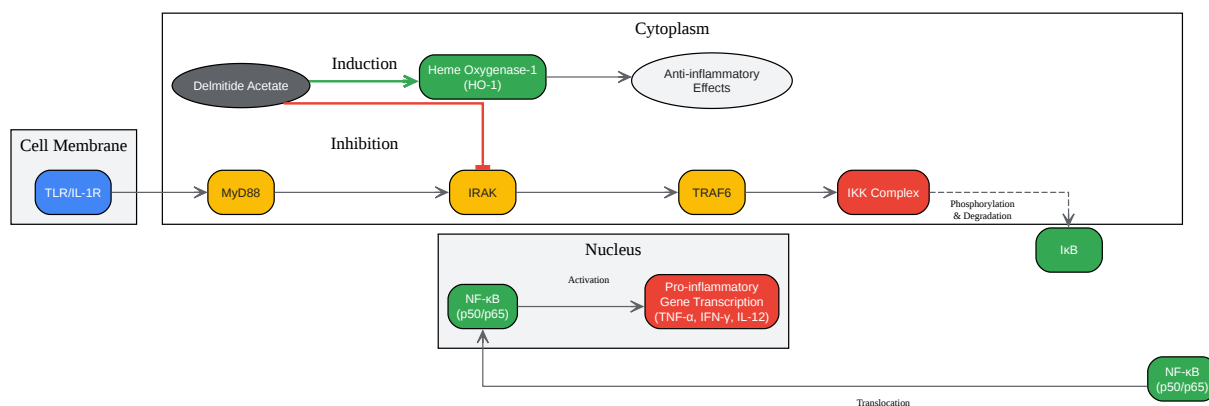 Cytoplasm
Induction
Delmitide Acetate
Heme Oxygenase-1
(HO-1)
Anti-inflammatory
Effects
Inhibition
Cell Membrane
TLR/IL-1R
MyD88
IRAK
TRAF6
IKK Complex
Phosphorylation
& Degradation
IκB
Nucleus
NF-κB
(p50/p65)
Activation
Pro-inflammatory
Gene Transcription
(TNF-α, IFN-γ, IL-12)
NF-κB
(p50/p65)
Translocation